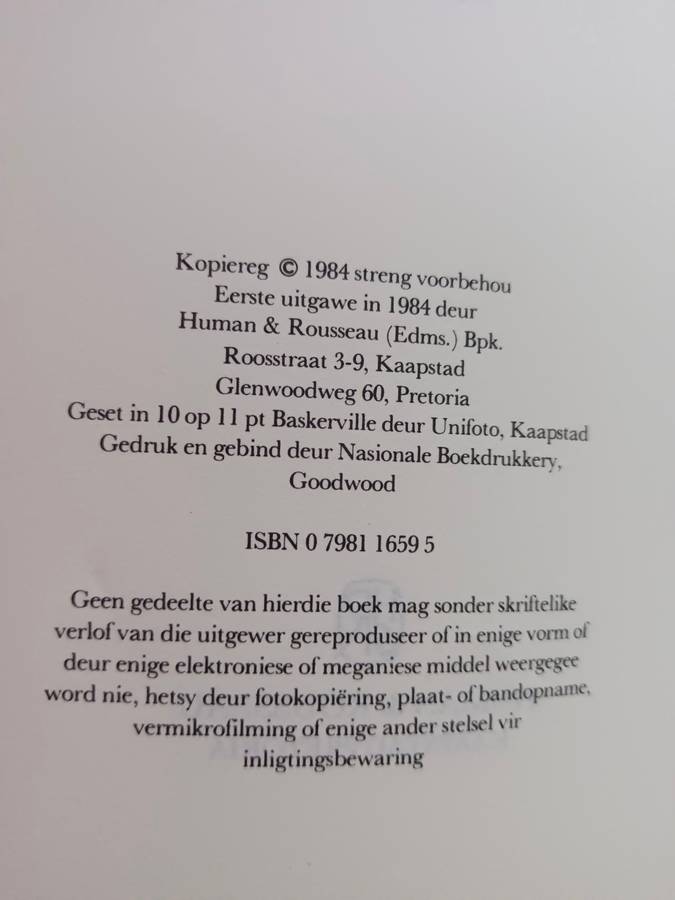 Kopiereg © 1984 streng voorbehou
Eerste uitgawe in 1984 deur
Human & Rousseau (Edms.) Bpk.
Roosstraat 3-9, Kaapstad
Glenwoodweg 60, Pretoria
Geset in 10 op 11 pt Baskerville deur Unifoto, Kaapstad
Gedruk en gebind deur Nasionale Boekdrukkery,
Goodwood
ISBN 0 7981 1659 5
Geen gedeelte van hierdie boek mag sonder skriftelike
verlof van die uitgewer gereproduseer of in enige vorm of
deur enige elektroniese of meganiese middel weergegee
word nie, hetsy deur fotokopiëring, plaat- of bandopname,
vermikrofilming of enige ander stelsel vir
inligtingsbewaring